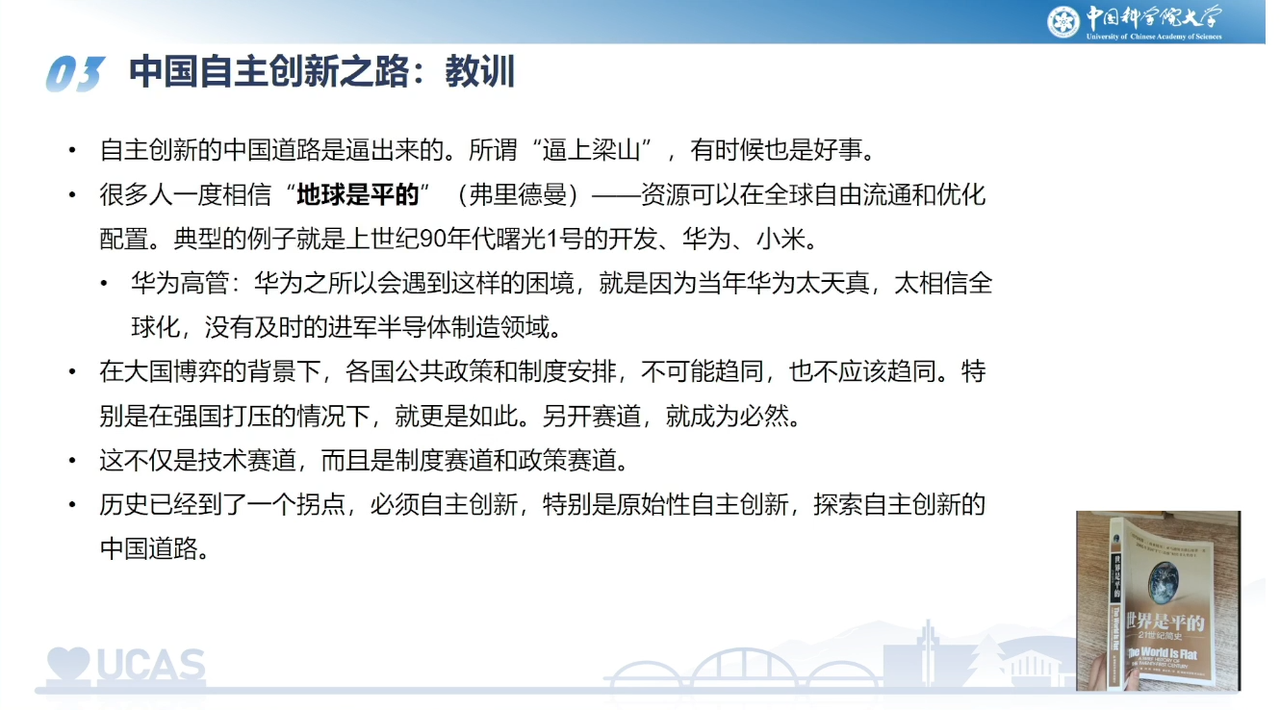 中国科学院大学
University of Chinese Academy of Sciences
03 中国自主创新之路：教训
• 自主创新的中国道路是逼出来的。所谓“逼上梁山”，有时候也是好事。
• 很多人一度相信“地球是平的”（弗里德曼）——资源可以在全球自由流通和优化
配置。典型的例子就是上世纪90年代曙光1号的开发、华为、小米。
• 华为高管：华为之所以会遇到这样的困境，就是因为当年华为太天真，太相信全
球化，没有及时的进军半导体制造领域。
• 在大国博弈的背景下，各国公共政策和制度安排，不可能趋同，也不应该趋同。特
别是在强国打压的情况下，就更是如此。另开赛道，就成为必然。
• 这不仅是技术赛道，而且是制度赛道和政策赛道。
• 历史已经到了一个拐点，必须自主创新，特别是原始性自主创新，探索自主创新的
中国道路。
世界是平的
The World Is Flat
世界是平的
21世纪简史
The World Is Flat
A BRIEF HISTORY OF
THE TWENTY-FIRST CENTURY
UCAS